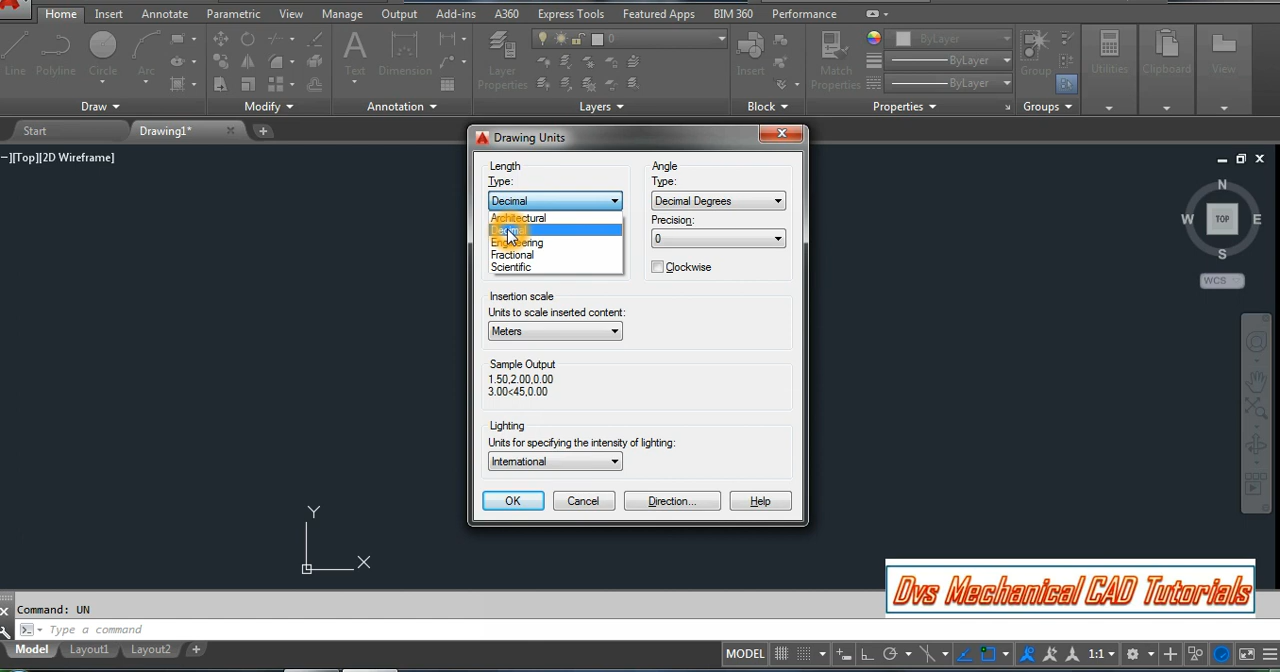 Home Insert Annotate Parametric View Manage Output Add-ins A360 Express Tools Featured Apps BIM 360 Performance
Line Polyline Circle Arc Text Dimension Layer Properties Insert Match Properties Group Utilities Clipboard View
0
ByLayer
ByLayer
ByLayer
Draw Modify Annotation Layers Block Properties Groups
Start Drawing1*
−][Top][2D Wireframe]
Drawing Units
Length
Type:
Decimal
Architectural
Decimal
Engineering
Fractional
Scientific
Angle
Type:
Decimal Degrees
Precision:
0
Clockwise
Insertion scale
Units to scale inserted content:
Meters
Sample Output
1.50,2.00,0.00
3.00<45,0.00
Lighting
Units for specifying the intensity of lighting:
International
OK Cancel Direction... Help
N
W TOP E
S
WCS
Y
X
Dvs Mechanical CAD Tutorials
Command: UN
Type a command
Model Layout1 Layout2 +
MODEL 1:1